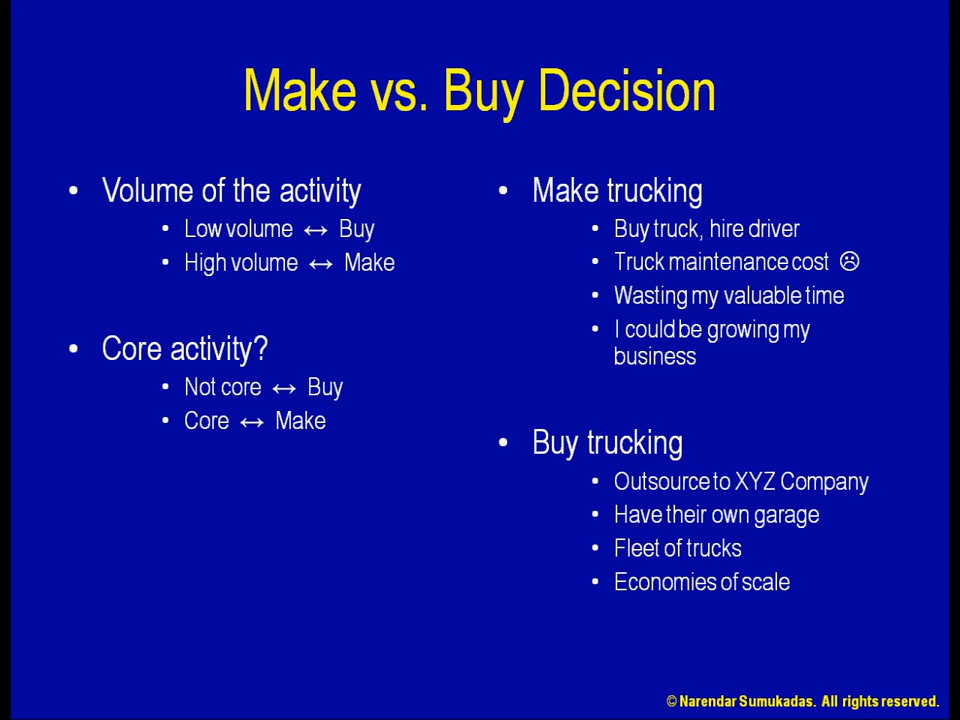 Make vs. Buy Decision
• Volume of the activity
• Low volume ↔ Buy
• High volume ↔ Make
• Core activity?
• Not core ↔ Buy
• Core ↔ Make
• Make trucking
• Buy truck, hire driver
• Truck maintenance cost ☹
• Wasting my valuable time
• I could be growing my
business
• Buy trucking
• Outsource to XYZ Company
• Have their own garage
• Fleet of trucks
• Economies of scale
© Narendar Sumukadas. All rights reserved.